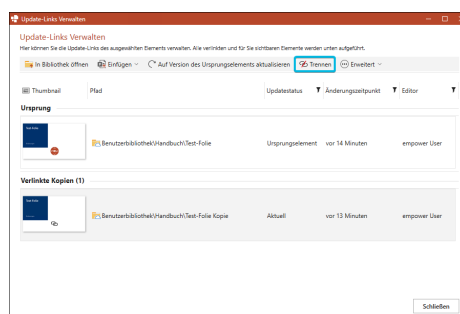 Update-Links Verwalten
Update-Links Verwalten
Hier können Sie die Update-Links des ausgewählten Elements verwalten. Alle verlinkten und für Sie sichtbaren Elemente werden unten aufgeführt.
In Bibliothek öffnen Einfügen Auf Version des Ursprungselements aktualisieren Trennen Erweitert
Thumbnail Pfad Updatestatus Änderungszeitpunkt Editor
Ursprung
Test-Folie
Benutzerbibliothek\Handbuch\Test-Folie Ursprungselement vor 14 Minuten empower User
Verlinkte Kopien (1)
Test-Folie
Benutzerbibliothek\Handbuch\Test-Folie Kopie Aktuell vor 13 Minuten empower User
Schließen